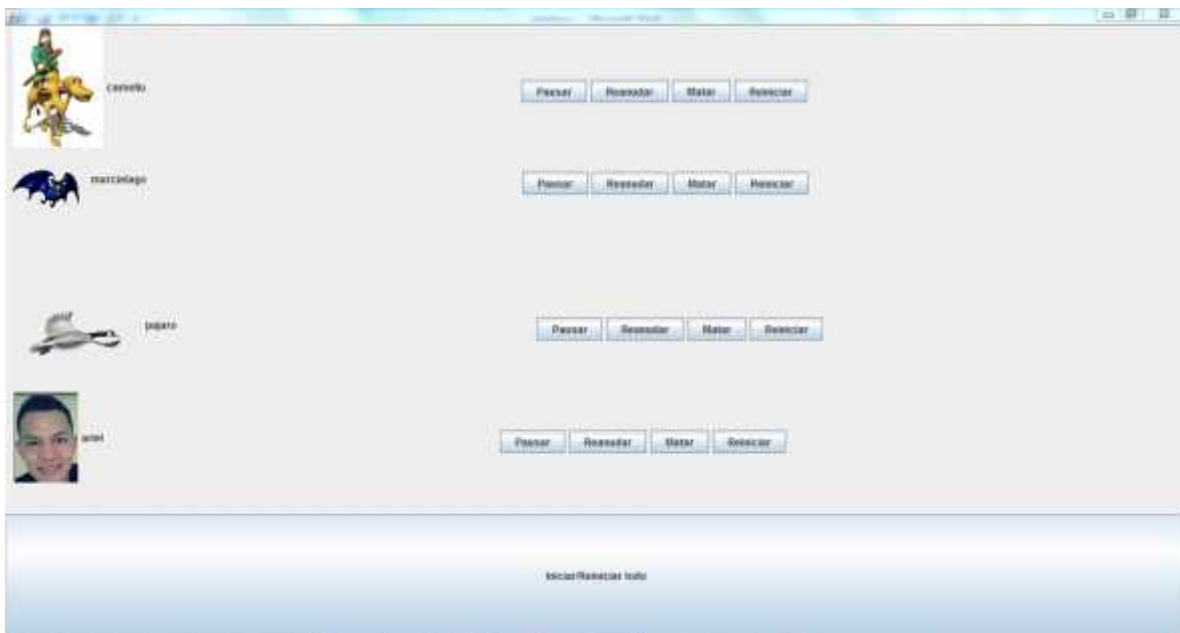 camello
Pausar Reanudar Matar Reiniciar
murcielago
Pausar Reanudar Matar Reiniciar
pajaro
Pausar Reanudar Matar Reiniciar
ariel
Pausar Reanudar Matar Reiniciar
Iniciar/Reiniciar todo